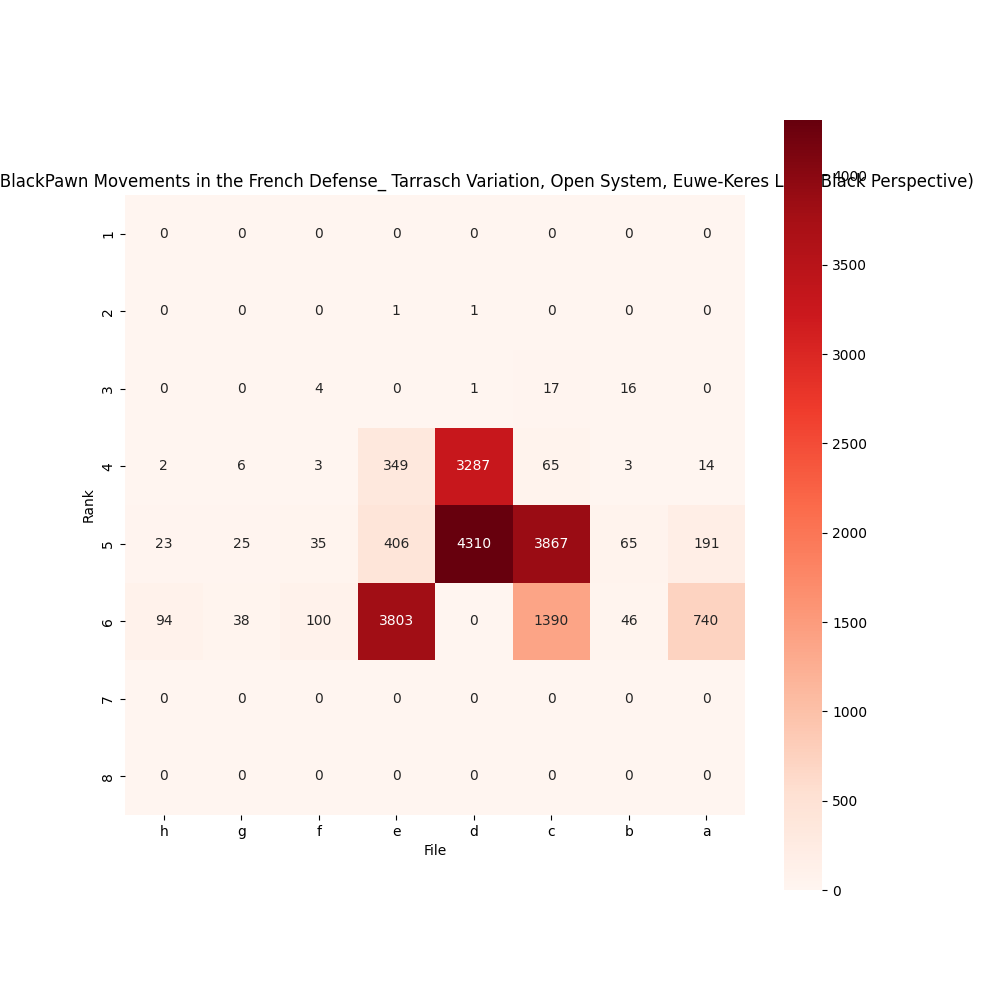 BlackPawn Movements in the French Defense_ Tarrasch Variation, Open System, Euwe-Keres L Black Perspective)
4000
3500
3000
2500
2000
1500
1000
500
0
Rank
1 0 0 0 0 0 0 0 0
2 0 0 0 1 1 0 0 0
3 0 0 4 0 1 17 16 0
4 2 6 3 349 3287 65 3 14
5 23 25 35 406 4310 3867 65 191
6 94 38 100 3803 0 1390 46 740
7 0 0 0 0 0 0 0 0
8 0 0 0 0 0 0 0 0
h g f e d c b a
File